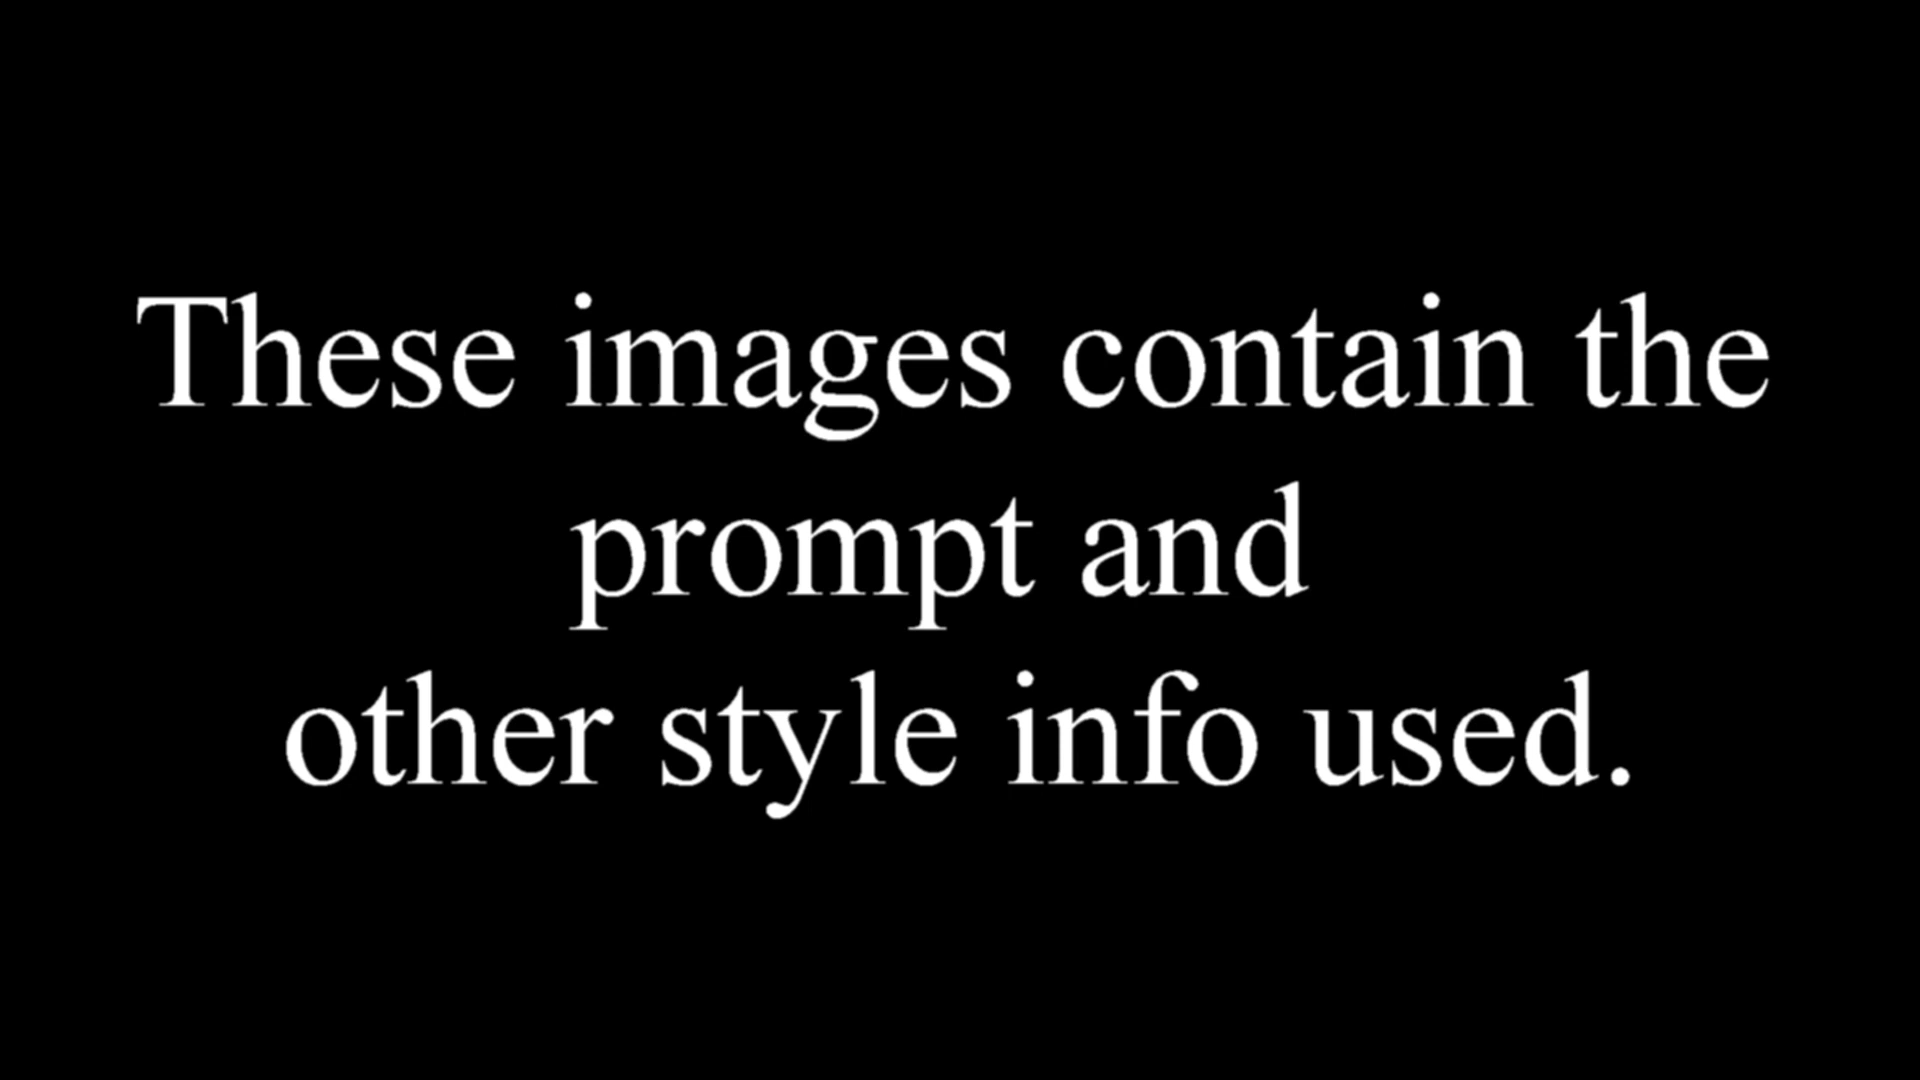 These images contain the
prompt and
other style info used.